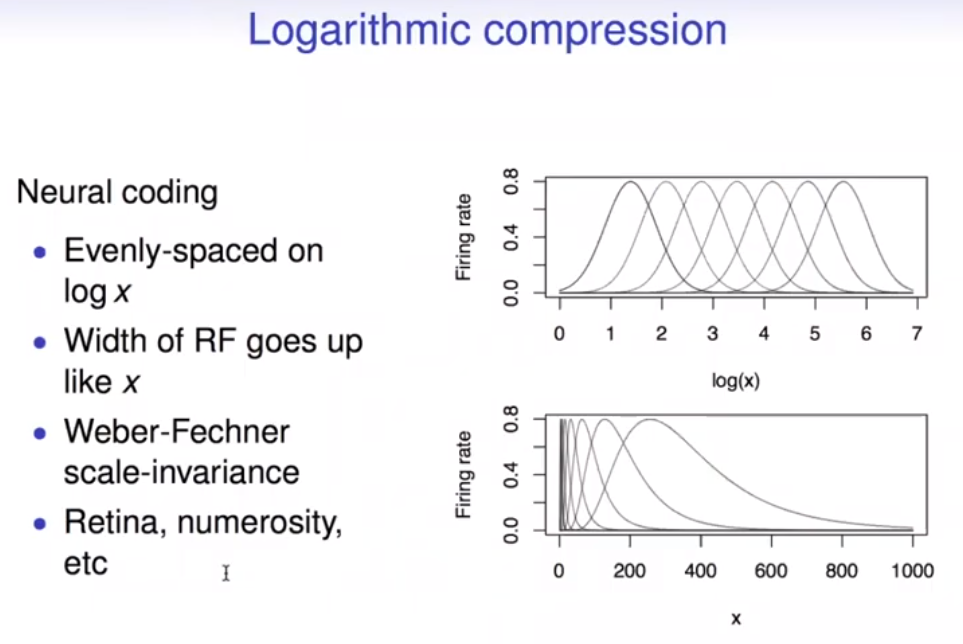 Logarithmic compression
Neural coding
• Evenly-spaced on
log x
• Width of RF goes up
like x
• Weber-Fechner
scale-invariance
• Retina, numerosity,
etc
Firing rate
0.0 0.4 0.8
0 1 2 3 4 5 6 7
log(x)
Firing rate
0.0 0.4 0.8
0 200 400 600 800 1000
x